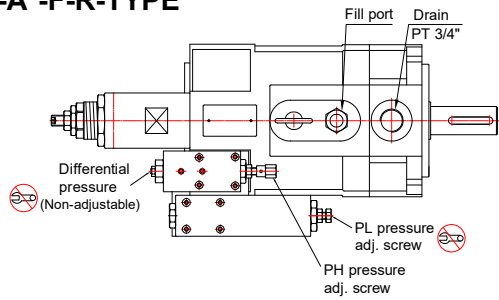 -A -F-R-TYPE
Fill port
Drain
PT 3/4"
Differential
pressure
(Non-adjustable)
PL pressure
adj. screw
PH pressure
adj. screw